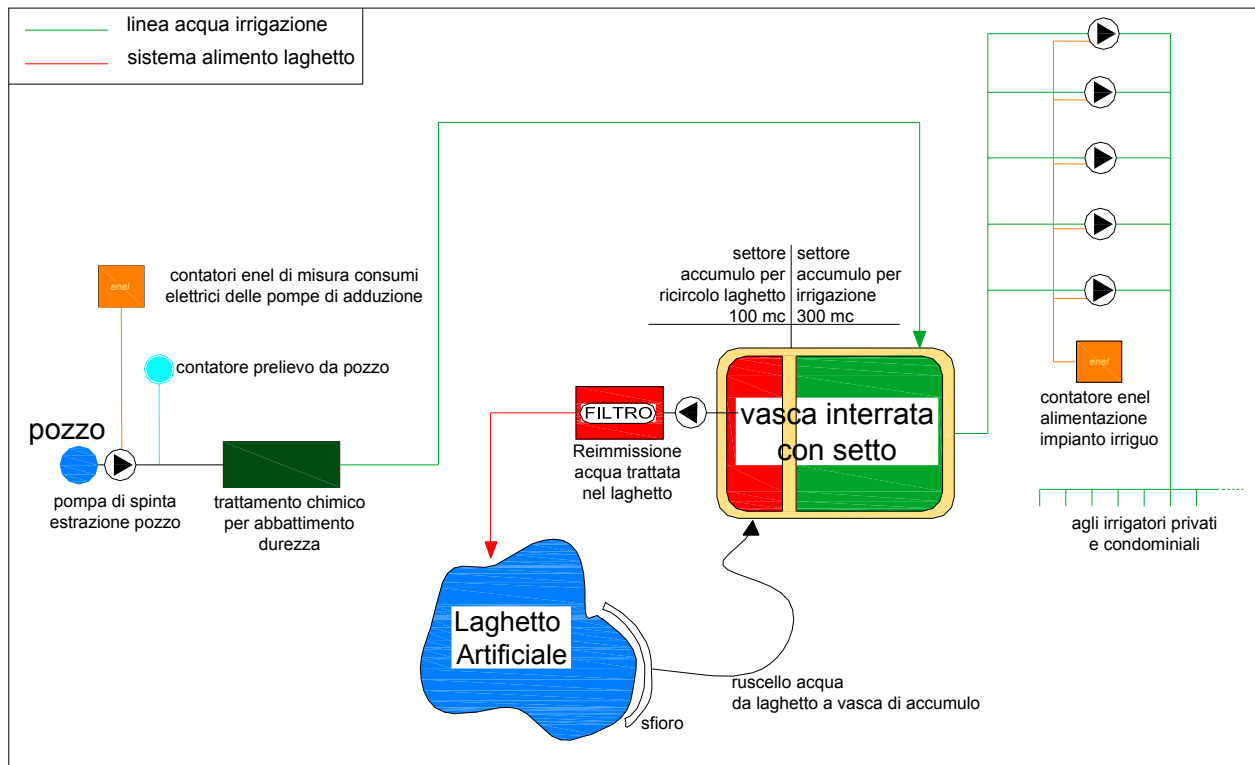 linea acqua irrigazione
sistema alimento laghetto
enel
contatori enel di misura consumi
elettrici delle pompe di adduzione
contatore prelievo da pozzo
pozzo
pompa di spinta
estrazione pozzo
trattamento chimico
per abbattimento
durezza
settore
accumulo per
ricircolo laghetto
100 mc
settore
accumulo per
irrigazione
300 mc
FILTRO
Reimmissione
acqua trattata
nel laghetto
vasca interrata
con setto
Laghetto
Artificiale
sfioro
ruscello acqua
da laghetto a vasca di accumulo
enel
contatore enel
alimentazione
impianto irriguo
agli irrigatori privati
e condominiali